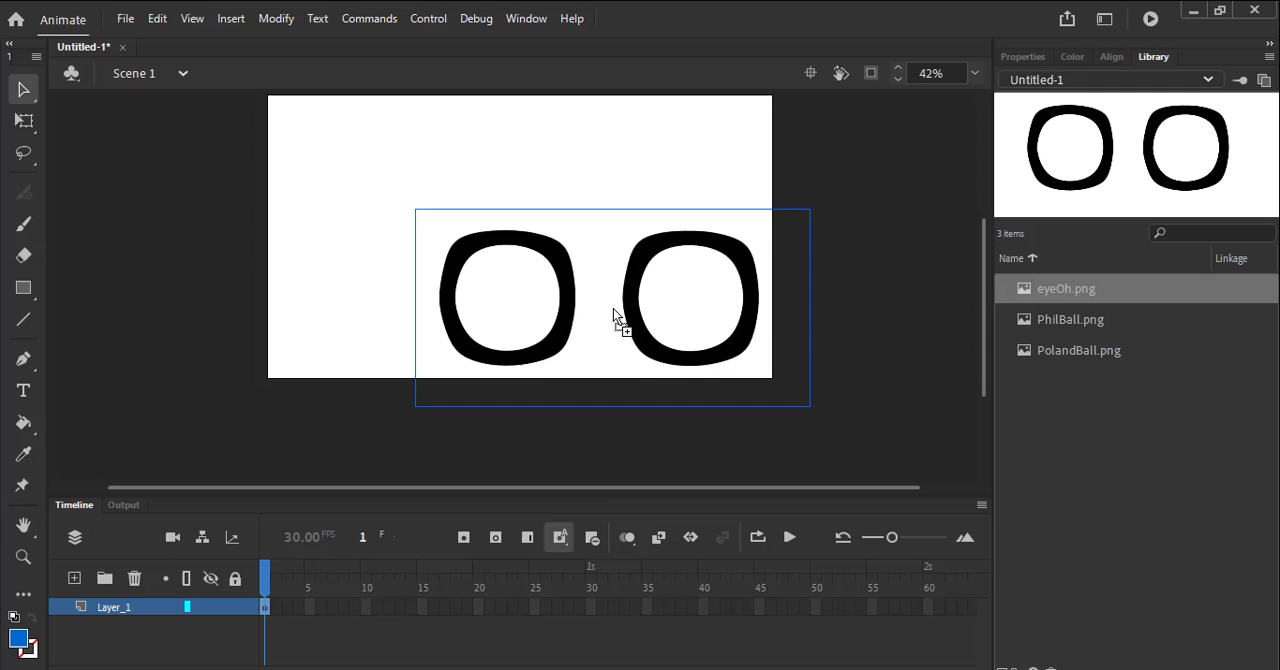 Animate File Edit View Insert Modify Text Commands Control Debug Window Help
Untitled-1* ×
1 Properties Color Align Library
Scene 1 42% Untitled-1
3 items
Name Linkage
eyeOh.png
PhilBall.png
PolandBall.png
T
Timeline Output
30.00 FPS 1 F
1s 2s
5 10 15 20 25 30 35 40 45 50 55 60
Layer_1